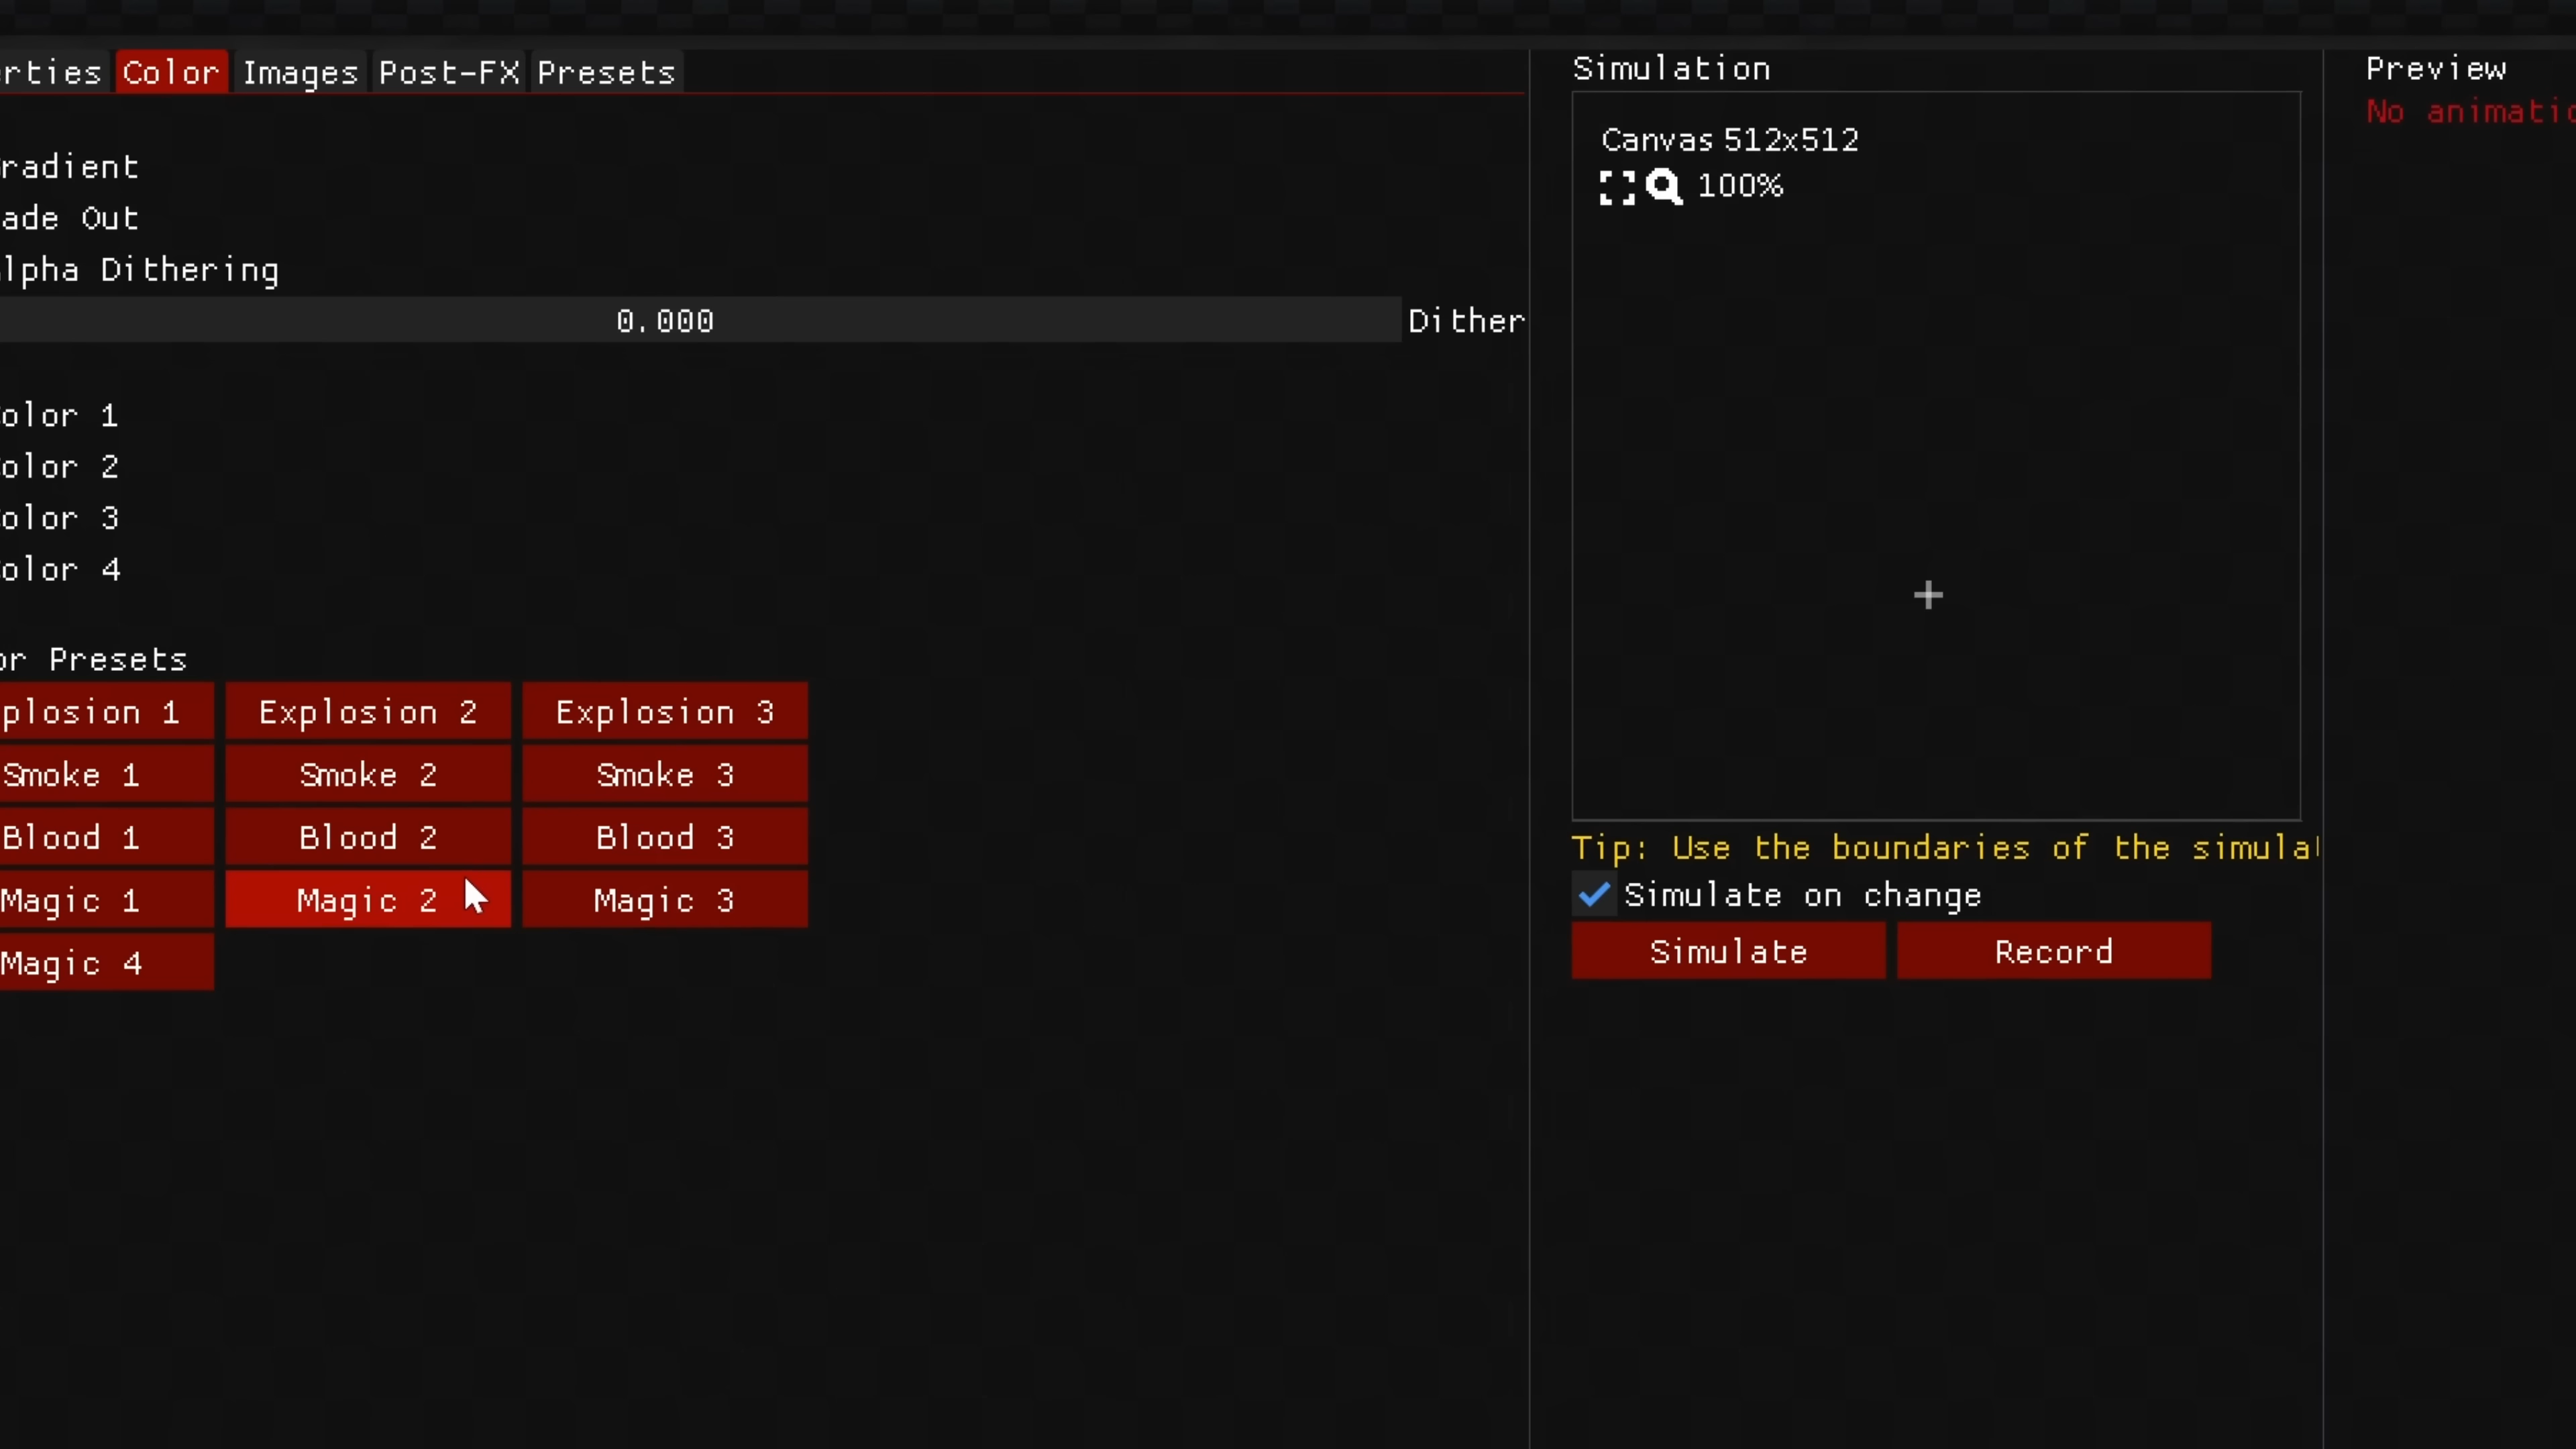 erties Color Images Post-FX Presets
radient
ade Out
lpha Dithering
0.000 Dither
olor 1
olor 2
olor 3
olor 4
or Presets
plosion 1 Explosion 2 Explosion 3
Smoke 1 Smoke 2 Smoke 3
Blood 1 Blood 2 Blood 3
Magic 1 Magic 2 Magic 3
Magic 4
Simulation
Canvas 512x512
100%
Tip: Use the boundaries of the simula
Simulate on change
Simulate Record
Preview
No animatio